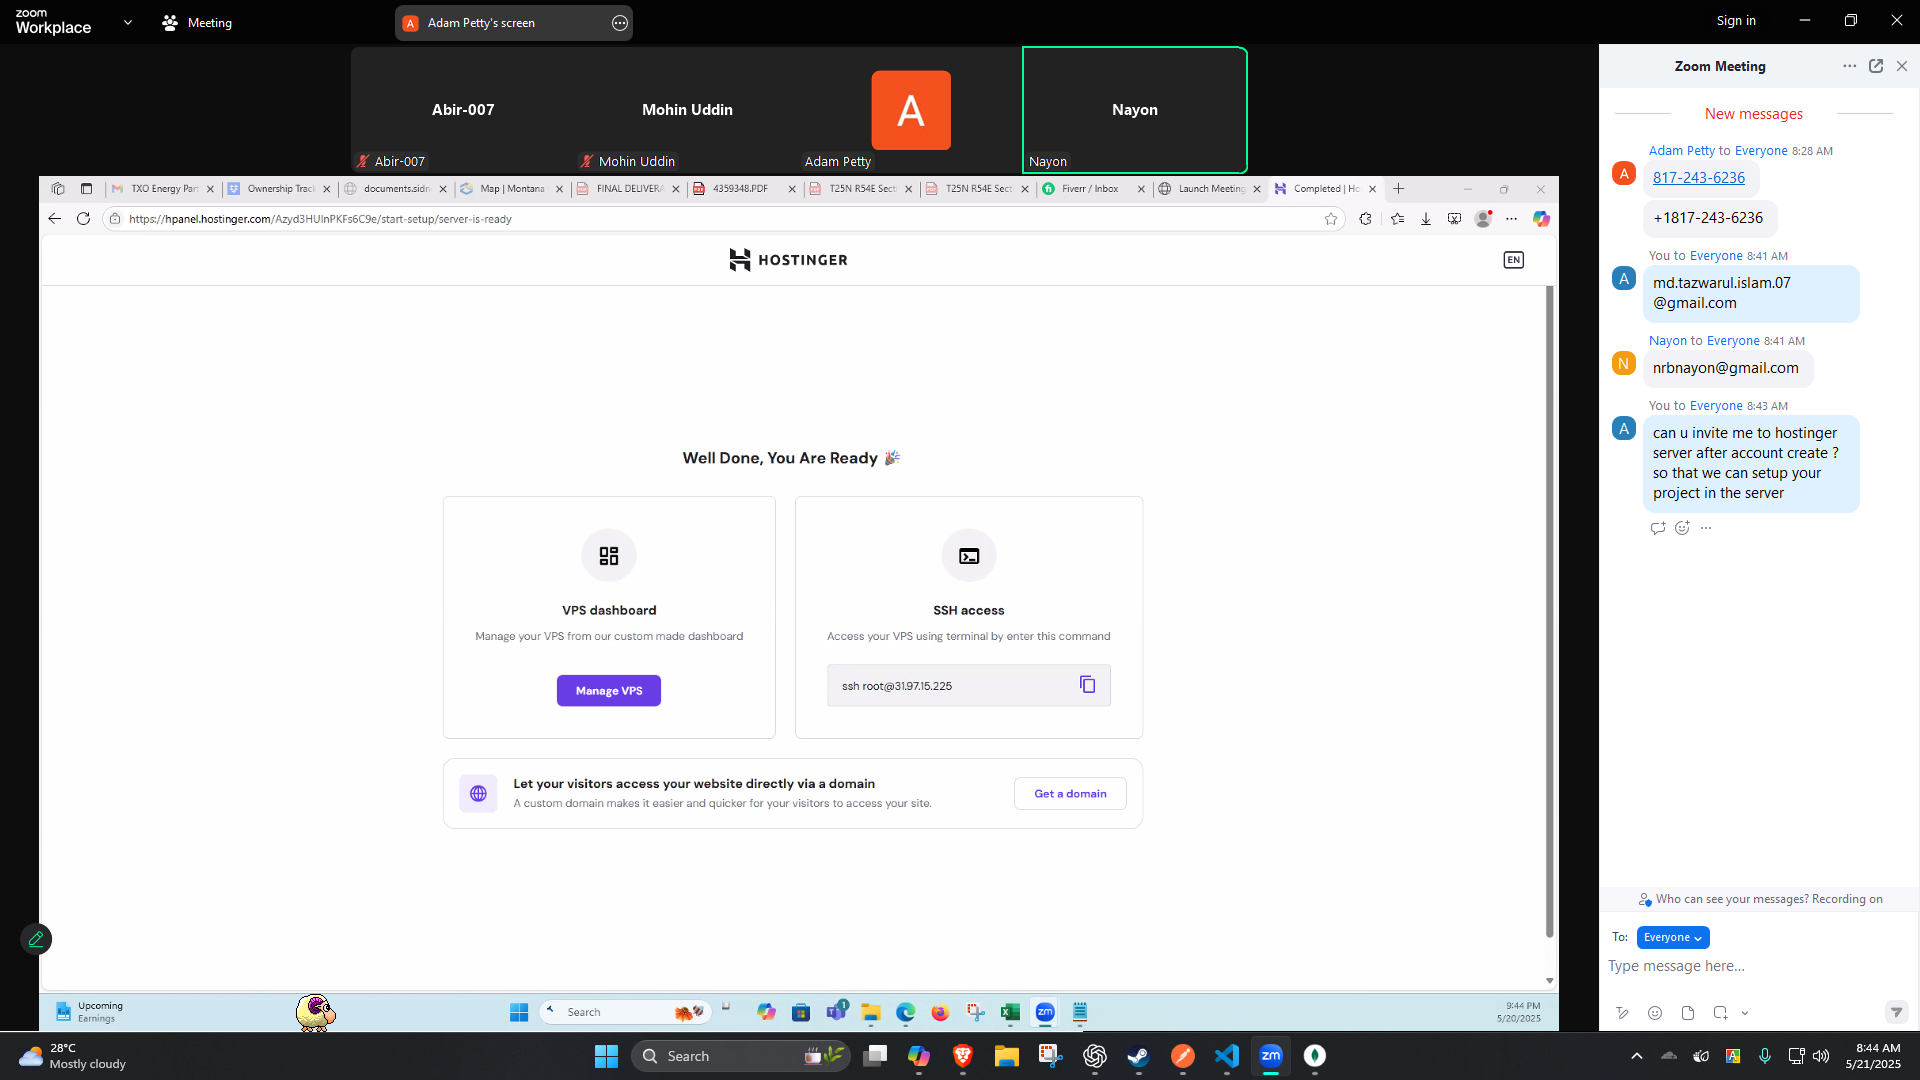 zoom
Workplace
Meeting
Adam Petty's screen
Sign in
Abir-007
Mohin Uddin
A
Nayon
Abir-007
Mohin Uddin
Adam Petty
Nayon
TXO Energy Part
Ownership Trac
documents.sidn
Map | Montana
FINAL DELIVERA
4359348.PDF
T25N R54E Sect
T25N R54E Sect
Fiverr / Inbox
Launch Meeting
Completed | Ho
https://hpanel.hostinger.com/Azyd3HUlnPKFs6C9e/start-setup/server-is-ready
HOSTINGER
EN
Well Done, You Are Ready 🎉
VPS dashboard
Manage your VPS from our custom made dashboard
Manage VPS
SSH access
Access your VPS using terminal by enter this command
ssh root@31.97.15.225
Let your visitors access your website directly via a domain
A custom domain makes it easier and quicker for your visitors to access your site.
Get a domain
Upcoming
Earnings
Search
9:44 PM
5/20/2025
Zoom Meeting
New messages
Adam Petty to Everyone 8:28 AM
A
817-243-6236
+1817-243-6236
You to Everyone 8:41 AM
A
md.tazwarul.islam.07
@gmail.com
Nayon to Everyone 8:41 AM
N
nrbnayon@gmail.com
You to Everyone 8:43 AM
A
can u invite me to hostinger
server after account create ?
so that we can setup your
project in the server
Who can see your messages? Recording on
To: Everyone
Type message here...
28°C
Mostly cloudy
Search
zm
8:44 AM
5/21/2025